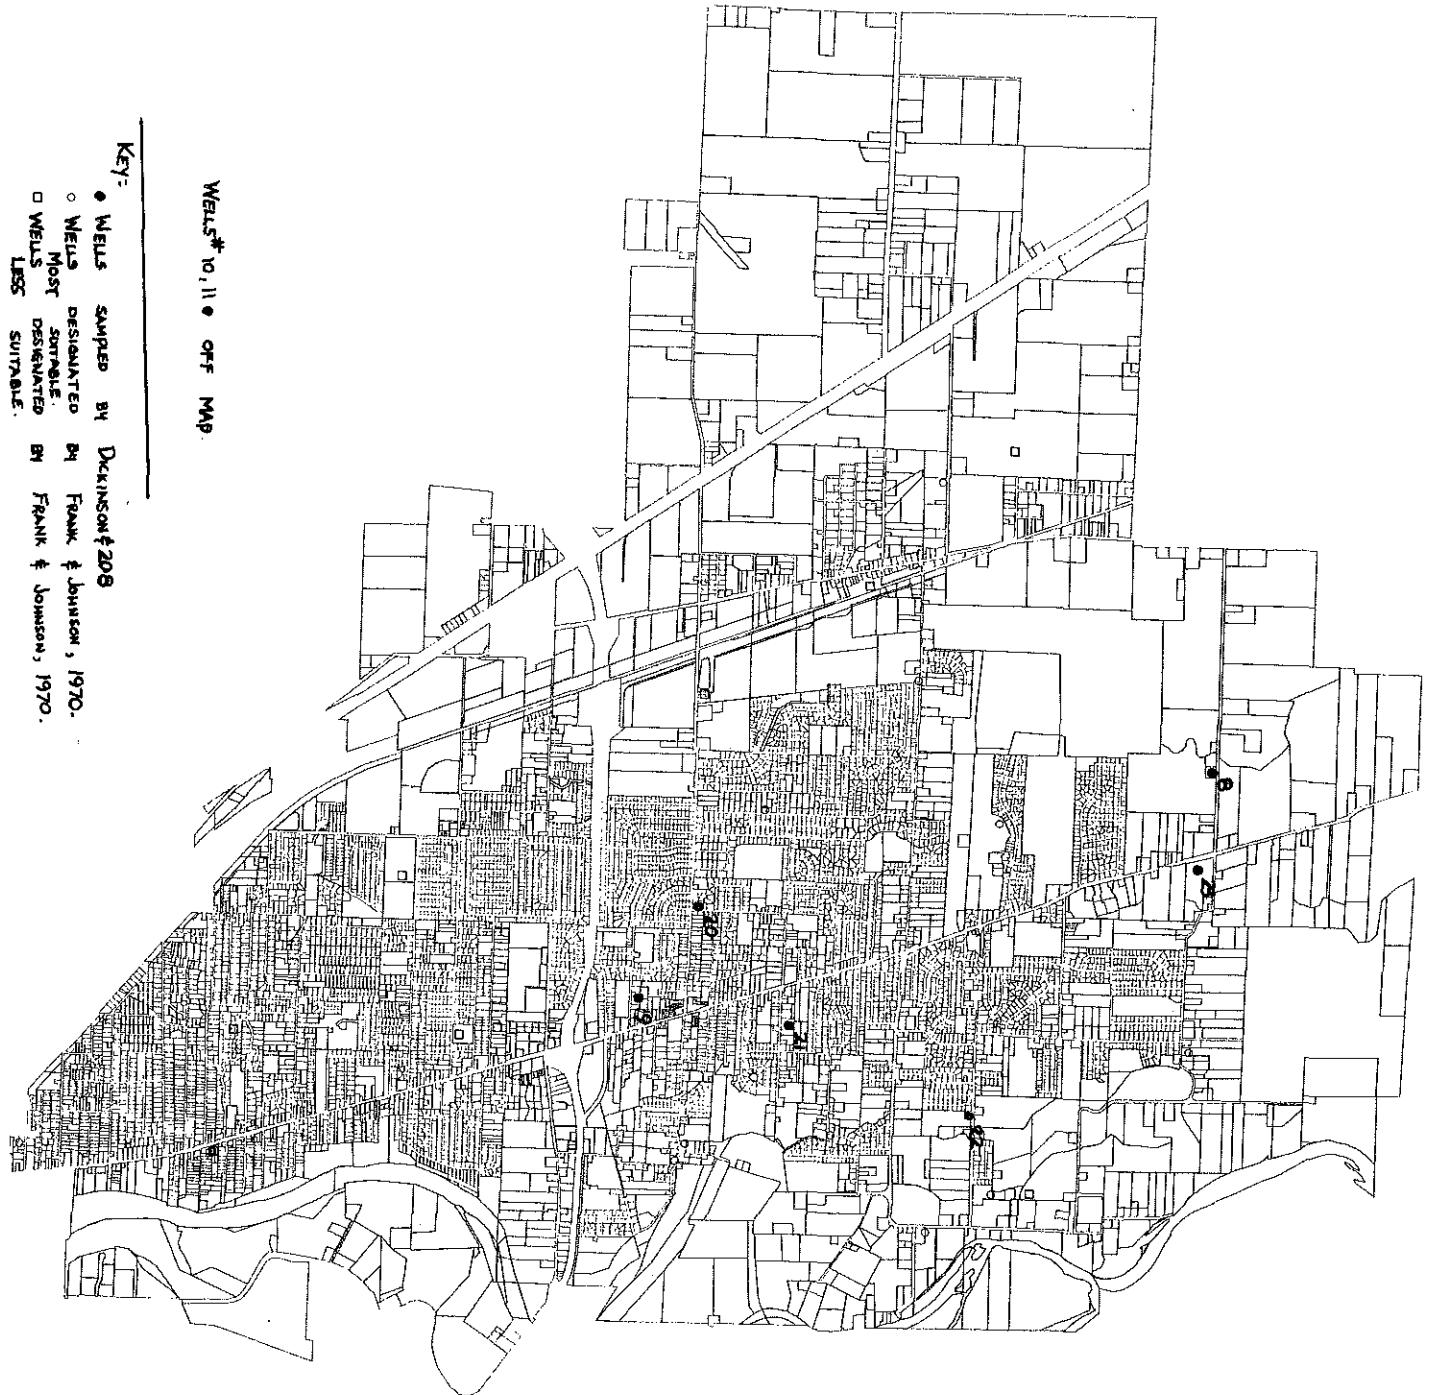 WELLS # 10, 11 ● OFF MAP.
KEY:
● WELLS SAMPLED BY DICKINSON & 208
○ WELLS DESIGNATED BY FRANK & JOHNSON, 1970.
MOST SUITABLE.
□ WELLS DESIGNATED BY FRANK & JOHNSON, 1970.
LESS SUITABLE.
8
20
19
21
22